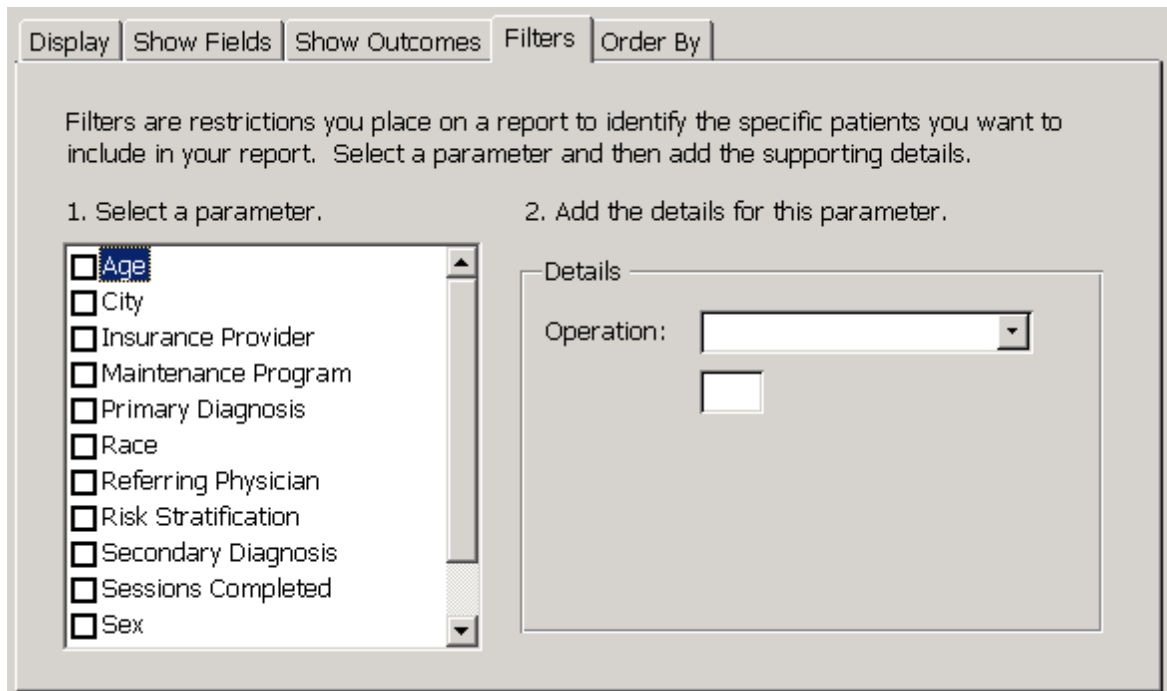 Display Show Fields Show Outcomes Filters Order By
Filters are restrictions you place on a report to identify the specific patients you want to
include in your report.  Select a parameter and then add the supporting details.
1. Select a parameter.
Age
City
Insurance Provider
Maintenance Program
Primary Diagnosis
Race
Referring Physician
Risk Stratification
Secondary Diagnosis
Sessions Completed
Sex
2. Add the details for this parameter.
Details
Operation: